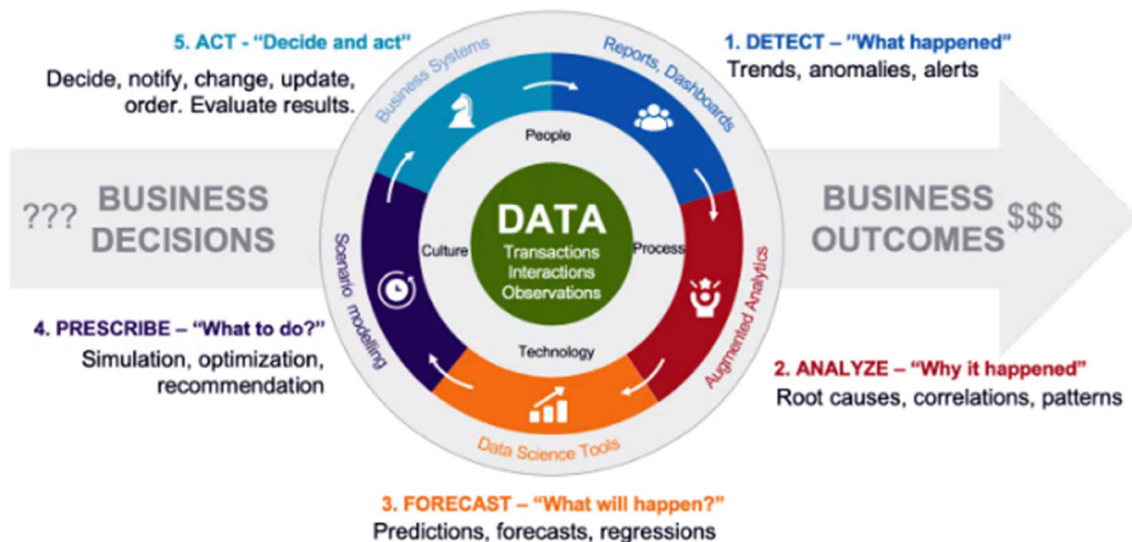 5. ACT - “Decide and act”
Decide, notify, change, update,
order. Evaluate results.
1. DETECT – “What happened”
Trends, anomalies, alerts
Business Systems
Reports, Dashboards
People
??? BUSINESS
DECISIONS
DATA
Transactions
Interactions
Observations
Culture
Process
BUSINESS
OUTCOMES $$$
Scenario modelling
Augmented Analytics
Technology
4. PRESCRIBE – “What to do?”
Simulation, optimization,
recommendation
2. ANALYZE – “Why it happened”
Root causes, correlations, patterns
Data Science Tools
3. FORECAST – “What will happen?”
Predictions, forecasts, regressions